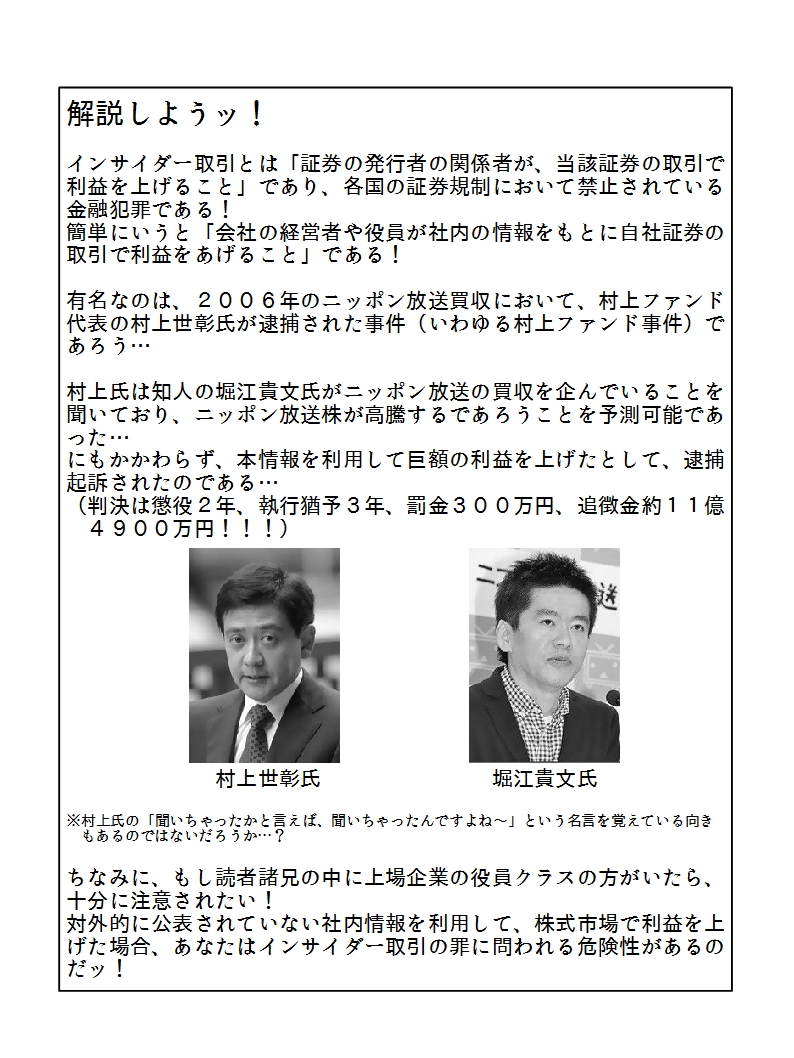 解説しようッ！
インサイダー取引とは「証券の発行者の関係者が、当該証券の取引で
利益を上げること」であり、各国の証券規制において禁止されている
金融犯罪である！
簡単にいうと「会社の経営者や役員が社内の情報をもとに自社証券の
取引で利益をあげること」である！
有名なのは、２００６年のニッポン放送買収において、村上ファンド
代表の村上世彰氏が逮捕された事件（いわゆる村上ファンド事件）で
あろう…
村上氏は知人の堀江貴文氏がニッポン放送の買収を企んでいることを
聞いており、ニッポン放送株が高騰するであろうことを予測可能であ
った…
にもかかわらず、本情報を利用して巨額の利益を上げたとして、逮捕
起訴されたのである…
（判決は懲役２年、執行猶予３年、罰金３００万円、追徴金約１１億
４９００万円！！！）
ニコ
送
村上世彰氏
堀江貴文氏
※村上氏の「聞いちゃったかと言えば、聞いちゃったんですよね～」という名言を覚えている向き
もあるのではないだろうか…？
ちなみに、もし読者諸兄の中に上場企業の役員クラスの方がいたら、
十分に注意されたい！
対外的に公表されていない社内情報を利用して、株式市場で利益を上
げた場合、あなたはインサイダー取引の罪に問われる危険性があるの
だッ！